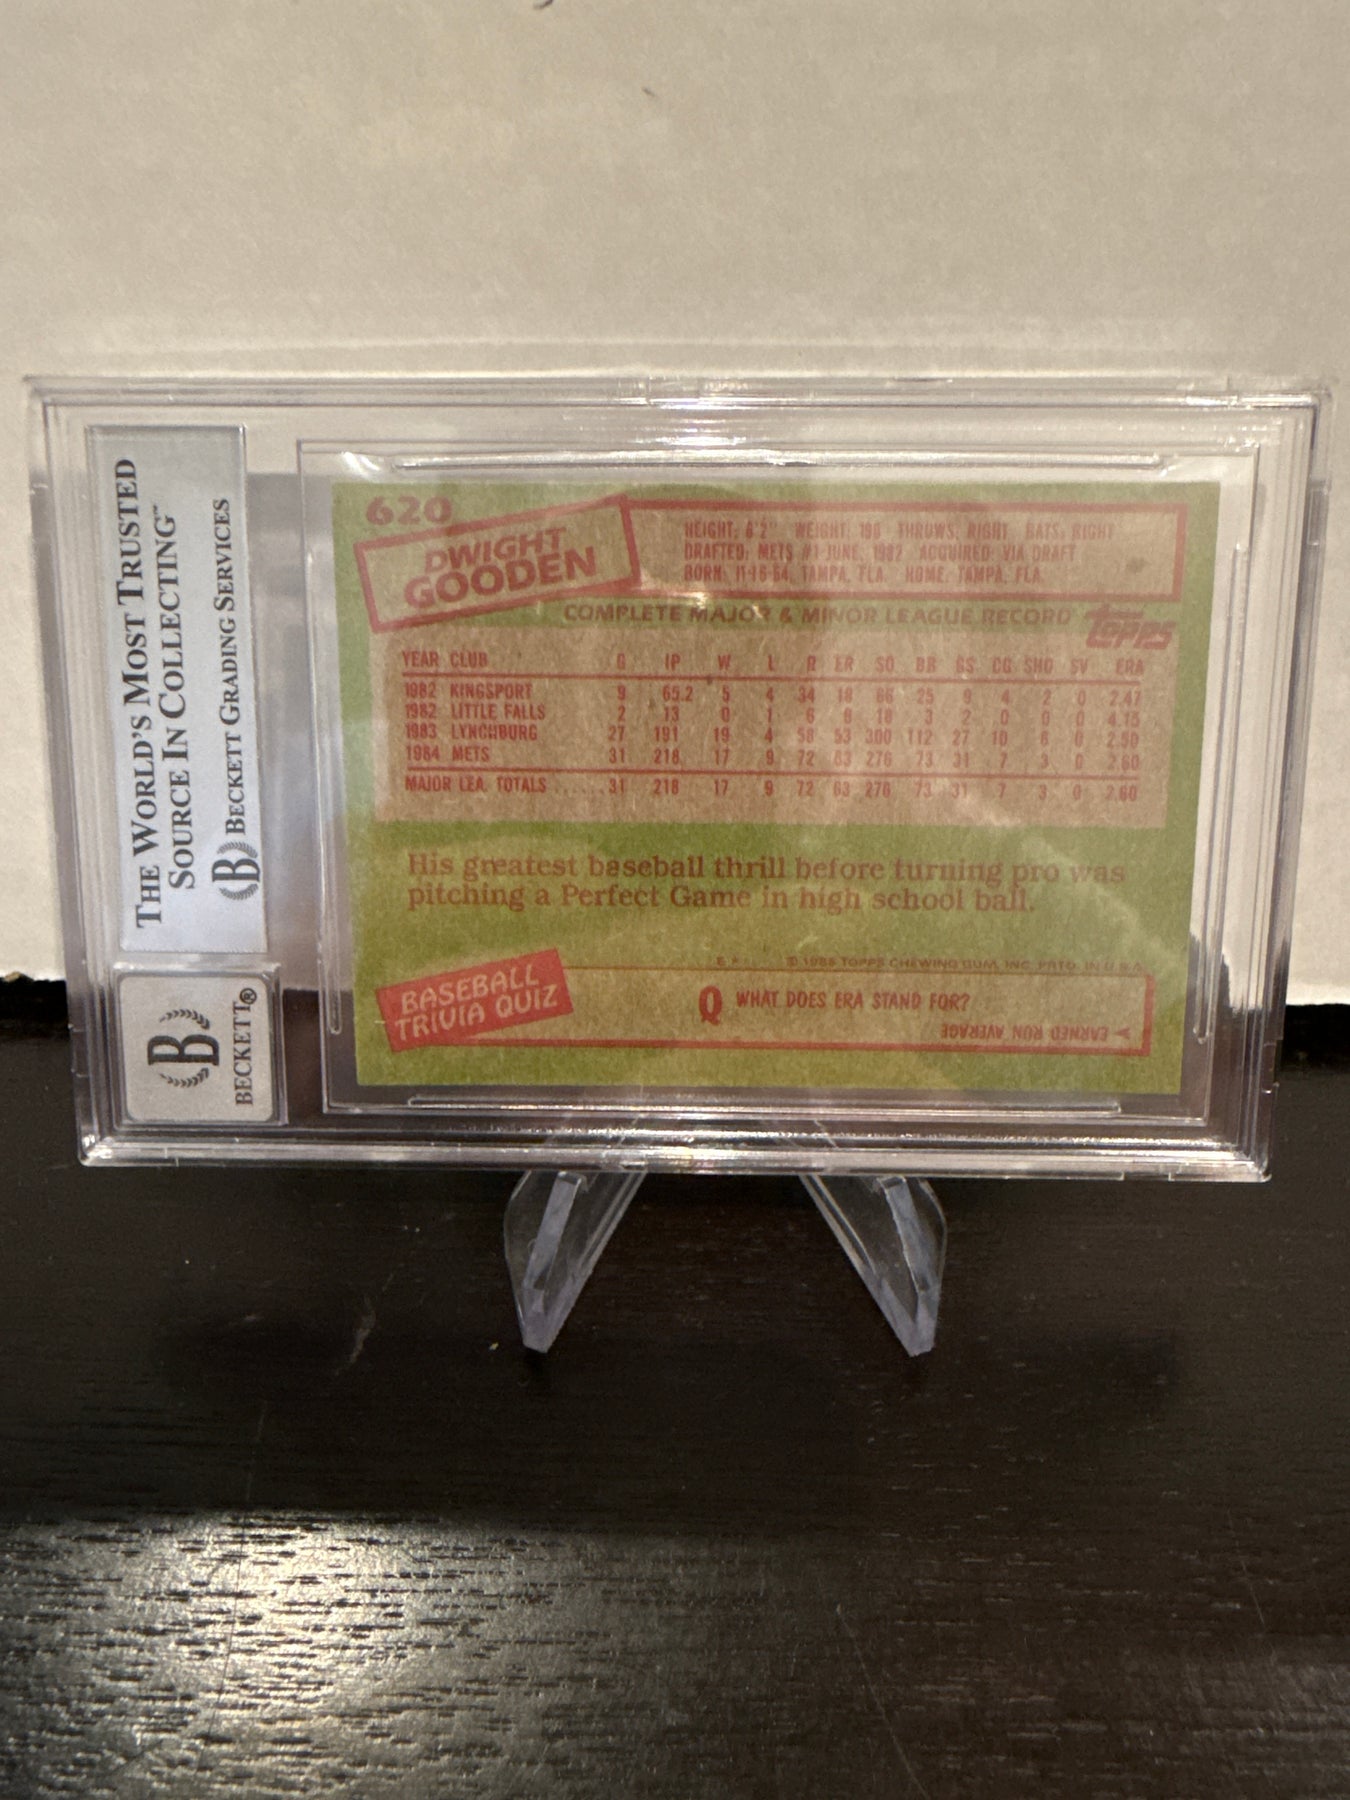 THE WORLD'S MOST TRUSTED
SOURCE IN COLLECTING™
B BECKETT GRADING SERVICES
B
BECKETT®
620
DWIGHT
GOODEN
HEIGHT: 6'2" WEIGHT: 190 THROWS: RIGHT BATS: RIGHT
DRAFTED: METS #1-JUNE, 1982 ACQUIRED: VIA DRAFT
BORN: 11-16-64, TAMPA, FLA. HOME: TAMPA, FLA.
COMPLETE MAJOR & MINOR LEAGUE RECORD
TOPPS
YEAR CLUB G IP W L R ER SO BB GS CG SHO SV ERA
1982 KINGSPORT 9 65.2 5 4 34 18 66 25 9 4 2 0 2.47
1982 LITTLE FALLS 2 13 0 1 6 6 18 3 2 0 0 0 4.15
1983 LYNCHBURG 27 191 19 4 58 53 300 112 27 10 6 0 2.50
1984 METS 31 218 17 9 72 63 276 73 31 7 3 0 2.60
MAJOR LEA. TOTALS ...... 31 218 17 9 72 63 276 73 31 7 3 0 2.60
His greatest baseball thrill before turning pro was
pitching a Perfect Game in high school ball.
© 1985 TOPPS CHEWING GUM, INC. PRTD. IN U.S.A.
BASEBALL
TRIVIA QUIZ
Q WHAT DOES ERA STAND FOR?
EARNED RUN AVERAGE